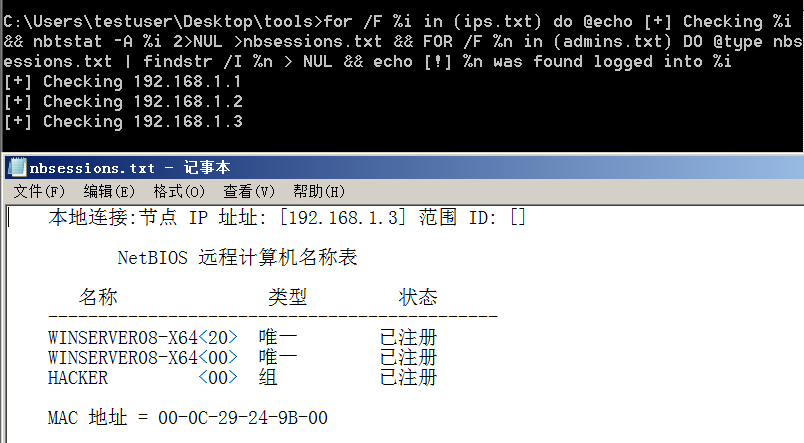 C:\Users\testuser\Desktop\tools>for /F %i in (ips.txt) do @echo [+] Checking %i
&& nbtstat -A %i 2>NUL >nbsessions.txt && FOR /F %n in (admins.txt) DO @type nbs
essions.txt | findstr /I %n > NUL && echo [!] %n was found logged into %i
[+] Checking 192.168.1.1
[+] Checking 192.168.1.2
[+] Checking 192.168.1.3
nbsessions.txt - 记事本
文件(F) 编辑(E) 格式(O) 查看(V) 帮助(H)
本地连接:节点 IP 址址: [192.168.1.3] 范围 ID: []
NetBIOS 远程计算机名称表
名称 类型 状态
---------------------------------------------
WINSERVER08-X64<20> 唯一 已注册
WINSERVER08-X64<00> 唯一 已注册
HACKER <00> 组 已注册
MAC 地址 = 00-0C-29-24-9B-00